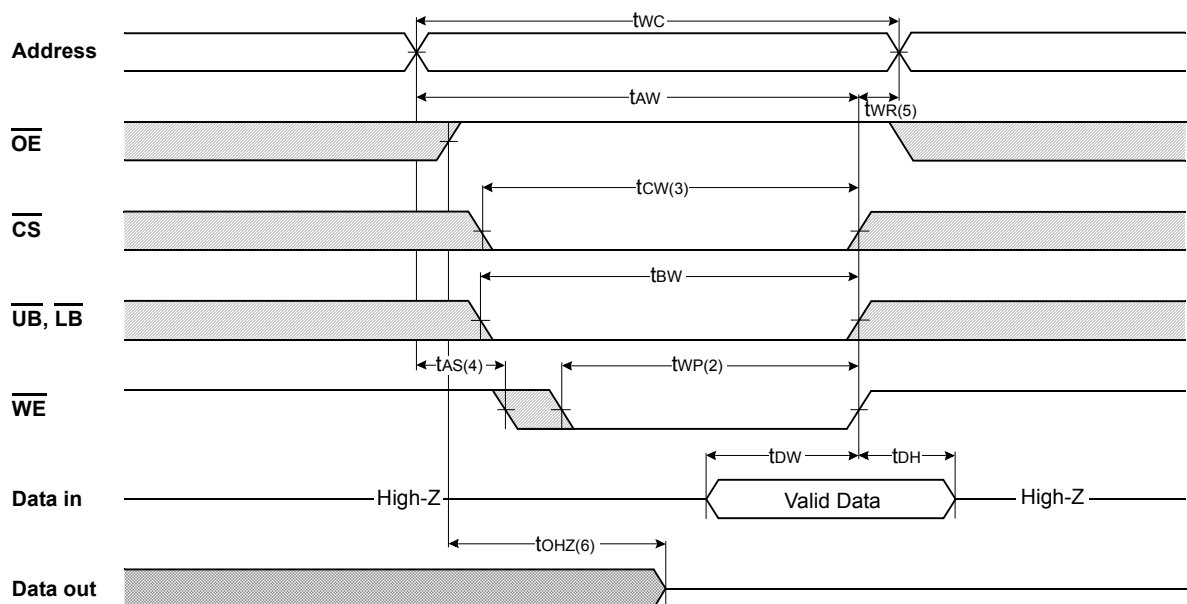 tWC
Address
tAW
tWR(5)
OE
tCW(3)
CS
tBW
UB, LB
tAS(4)
tWP(2)
WE
tDW
tDH
Data in
High-Z
Valid Data
High-Z
tOHZ(6)
Data out